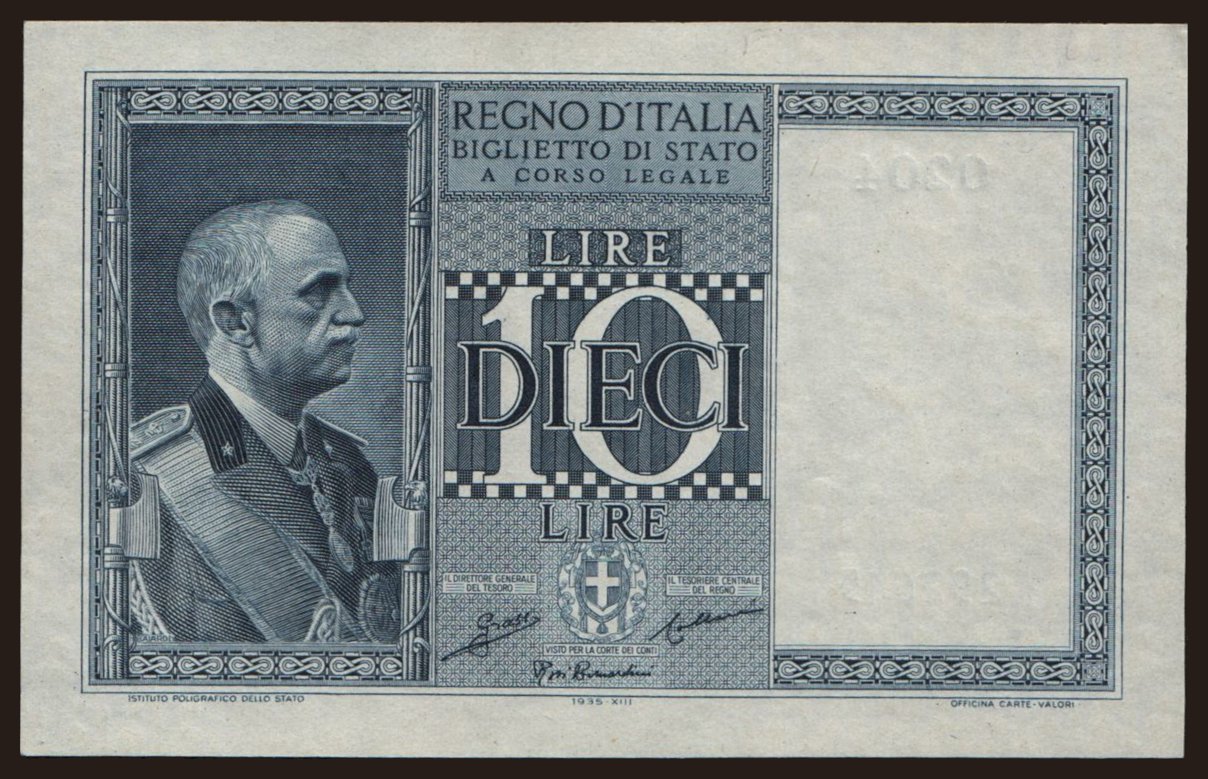 REGNO D'ITALIA
BIGLIETTO DI STATO
A CORSO LEGALE
LIRE
10
DIECI
LIRE
IL DIRETTORE GENERALE
DEL TESORO
IL TESORIERE CENTRALE
DEL REGNO
VISTO PER LA CORTE DEI CONTI
ISTITUTO POLIGRAFICO DELLO STATO
1935·XIII
OFFICINA CARTE-VALORI
0204